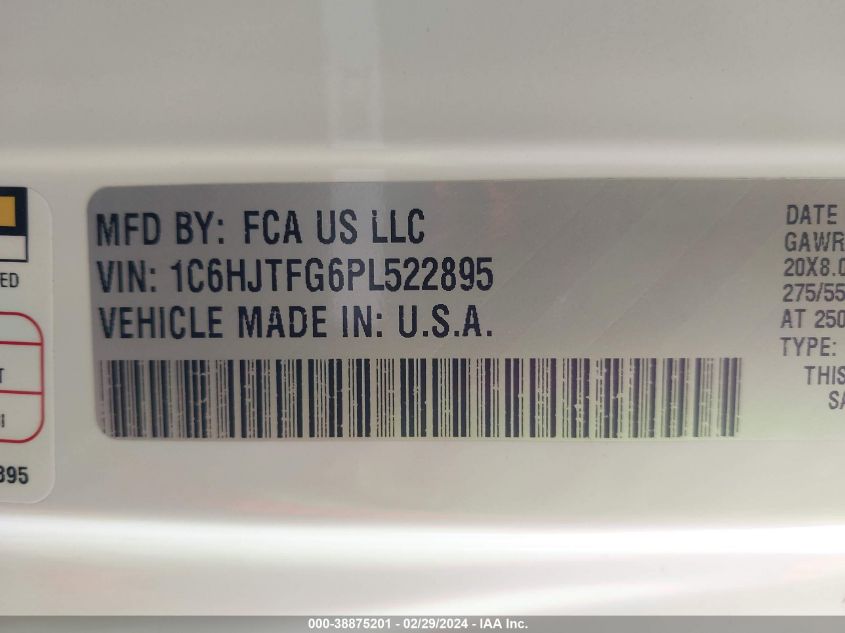 MFD BY: FCA US LLC
VIN: 1C6HJTFG6PL522895
VEHICLE MADE IN: U.S.A.
DATE
GAWR
20X8.0
275/55
AT 250
TYPE:
THIS
SA
ED
T
I
895
000-38875201 - 02/29/2024 - IAA Inc.